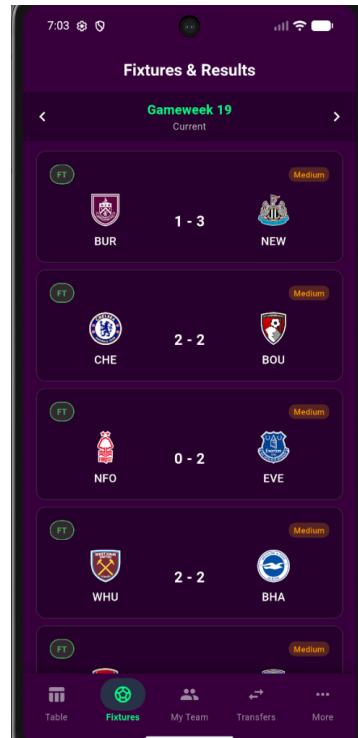 7:03
Fixtures & Results
Gameweek 19
Current
FT
Medium
1 - 3
BUR
NEW
FT
Medium
2 - 2
CHE
BOU
FT
Medium
0 - 2
NFO
EVE
FT
Medium
2 - 2
WHU
BHA
FT
Medium
Table
Fixtures
My Team
Transfers
More